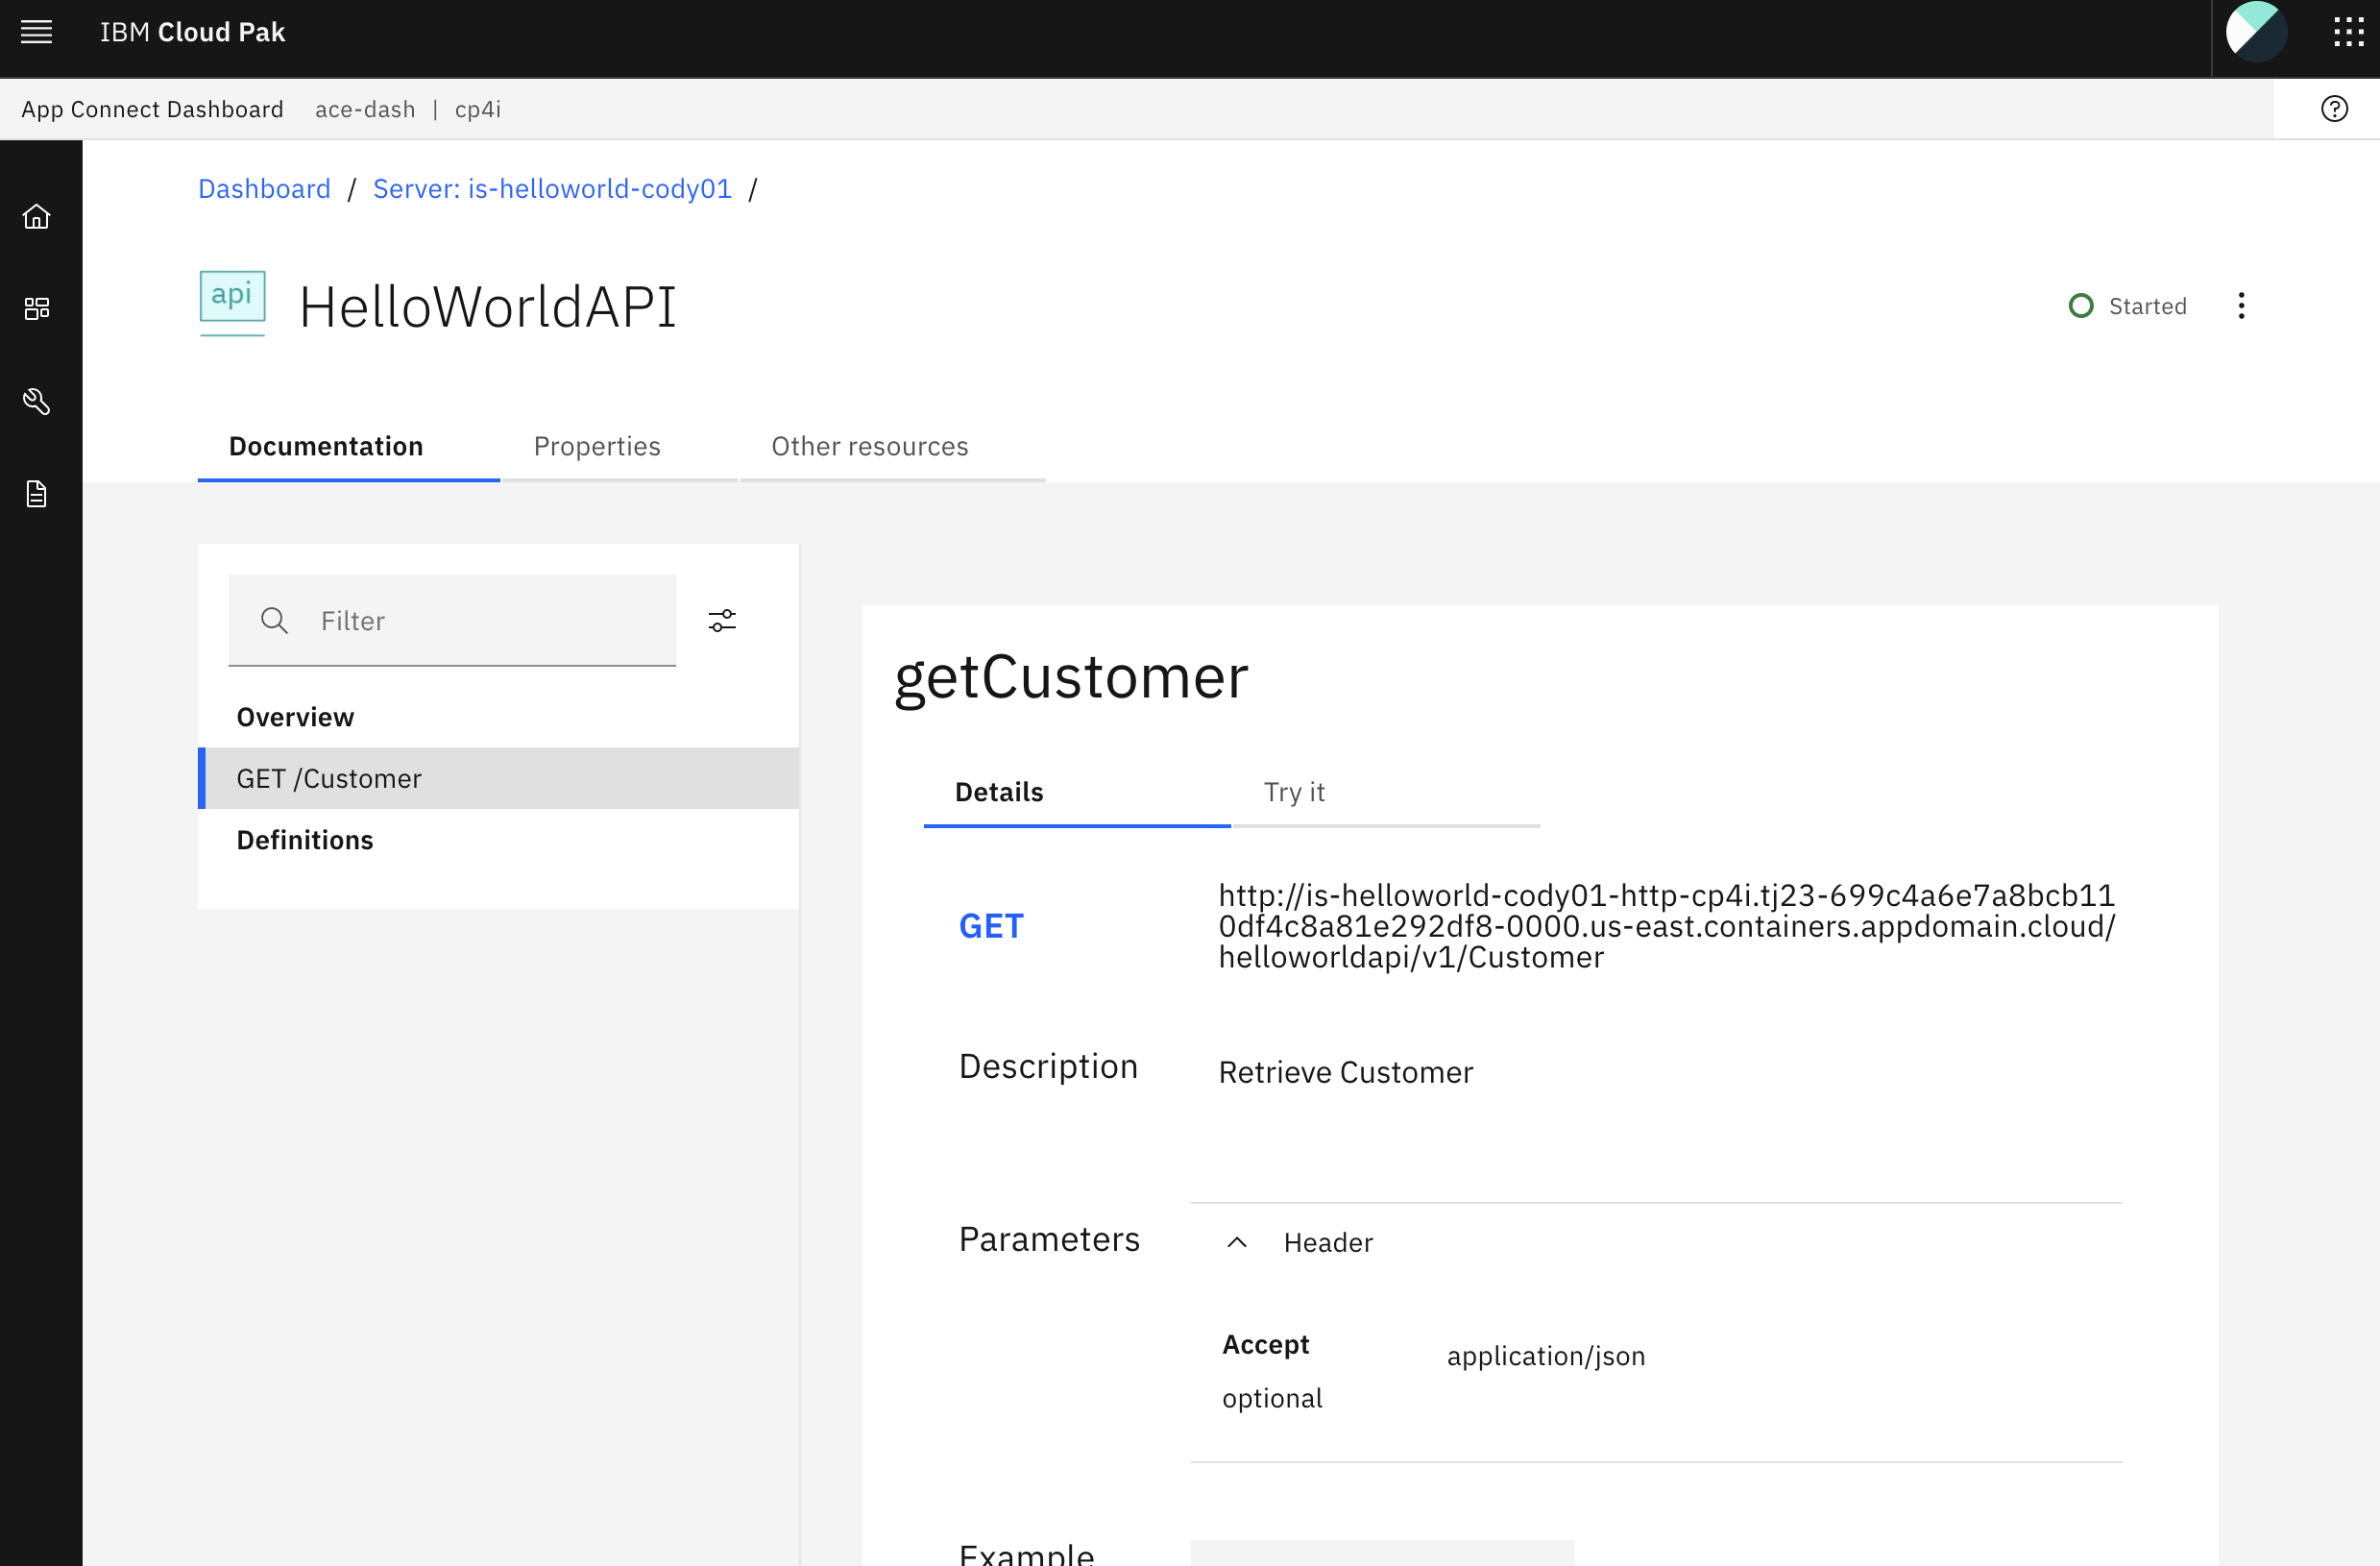 IBM Cloud Pak
App Connect Dashboard ace-dash | cp4i
Dashboard / Server: is-helloworld-cody01 /
api HelloWorldAPI
Started
Documentation Properties Other resources
Filter
Overview
GET /Customer
Definitions
getCustomer
Details Try it
GET
http://is-helloworld-cody01-http-cp4i.tj23-699c4a6e7a8bcb11
0df4c8a81e292df8-0000.us-east.containers.appdomain.cloud/
helloworldapi/v1/Customer
Description Retrieve Customer
Parameters Header
Accept application/json
optional
Example